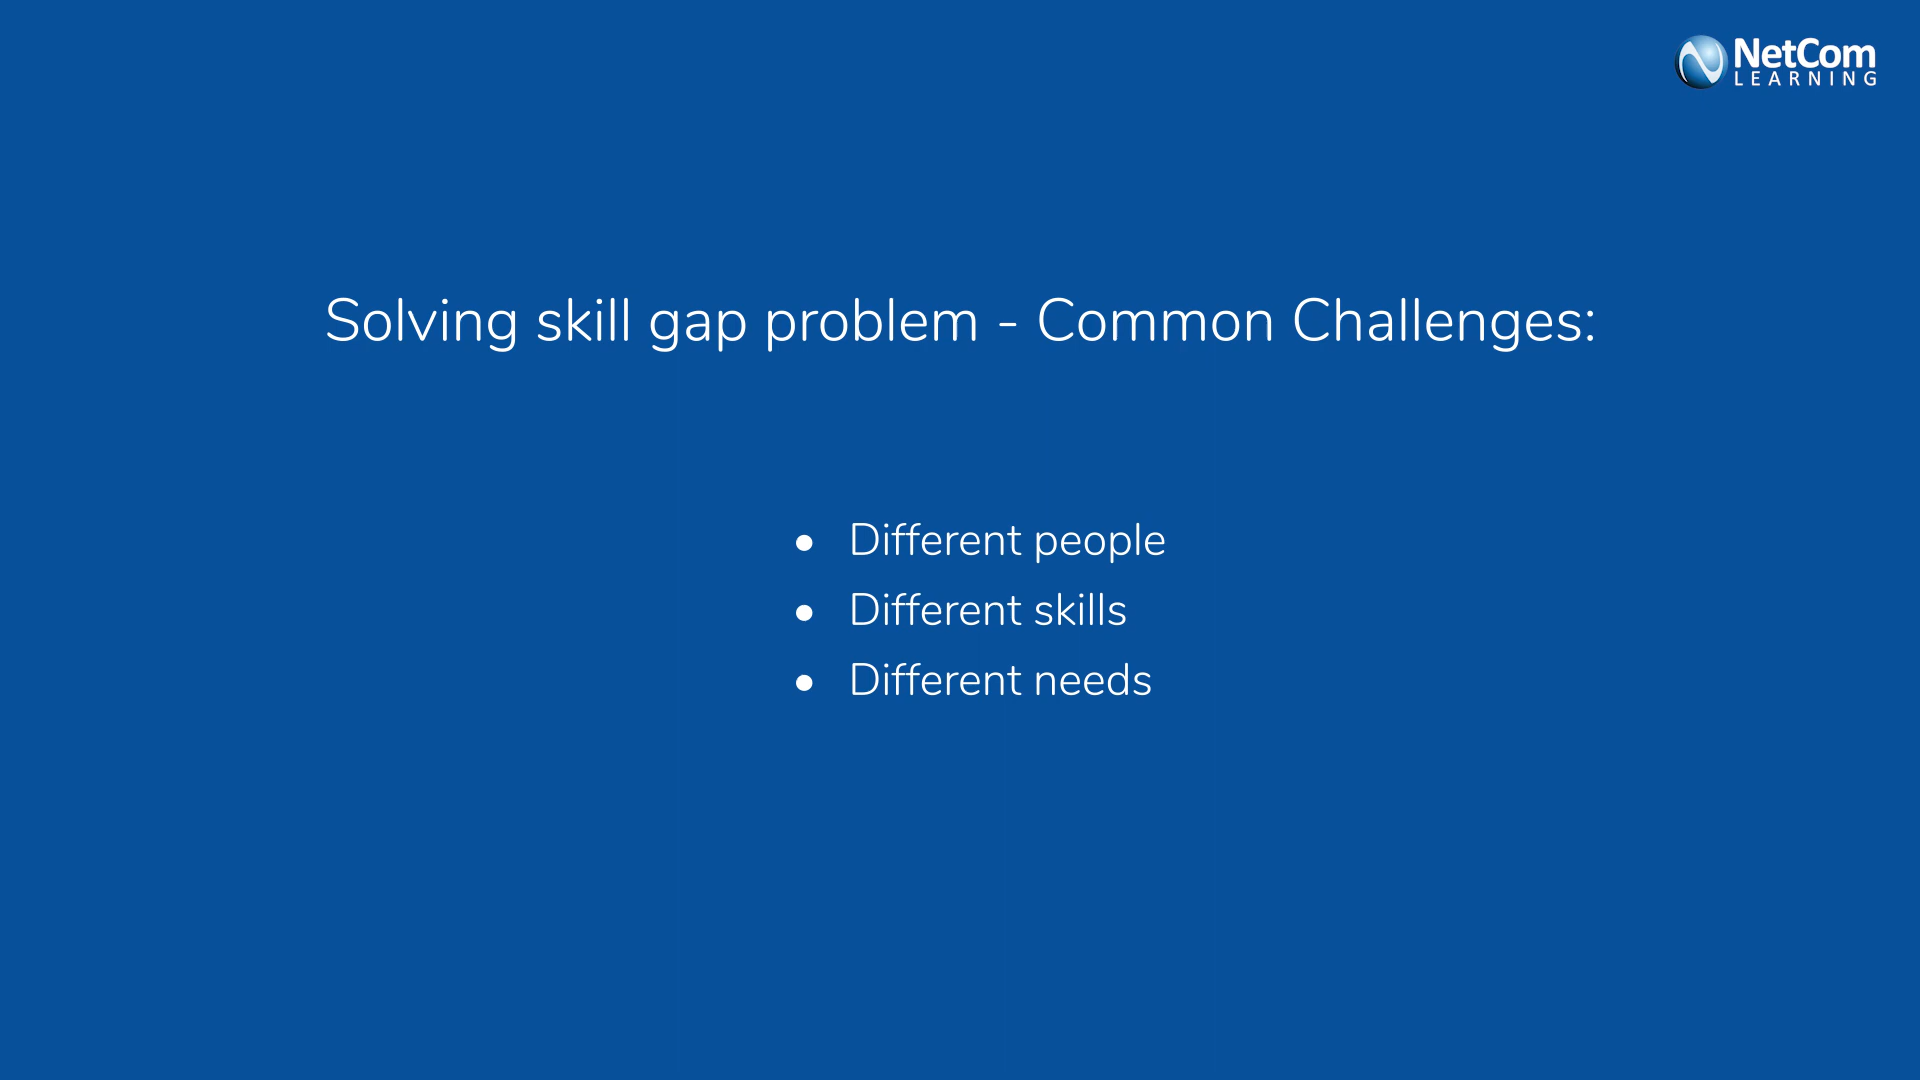 NetCom
LEARNING
Solving skill gap problem - Common Challenges:
● Different people
● Different skills
● Different needs